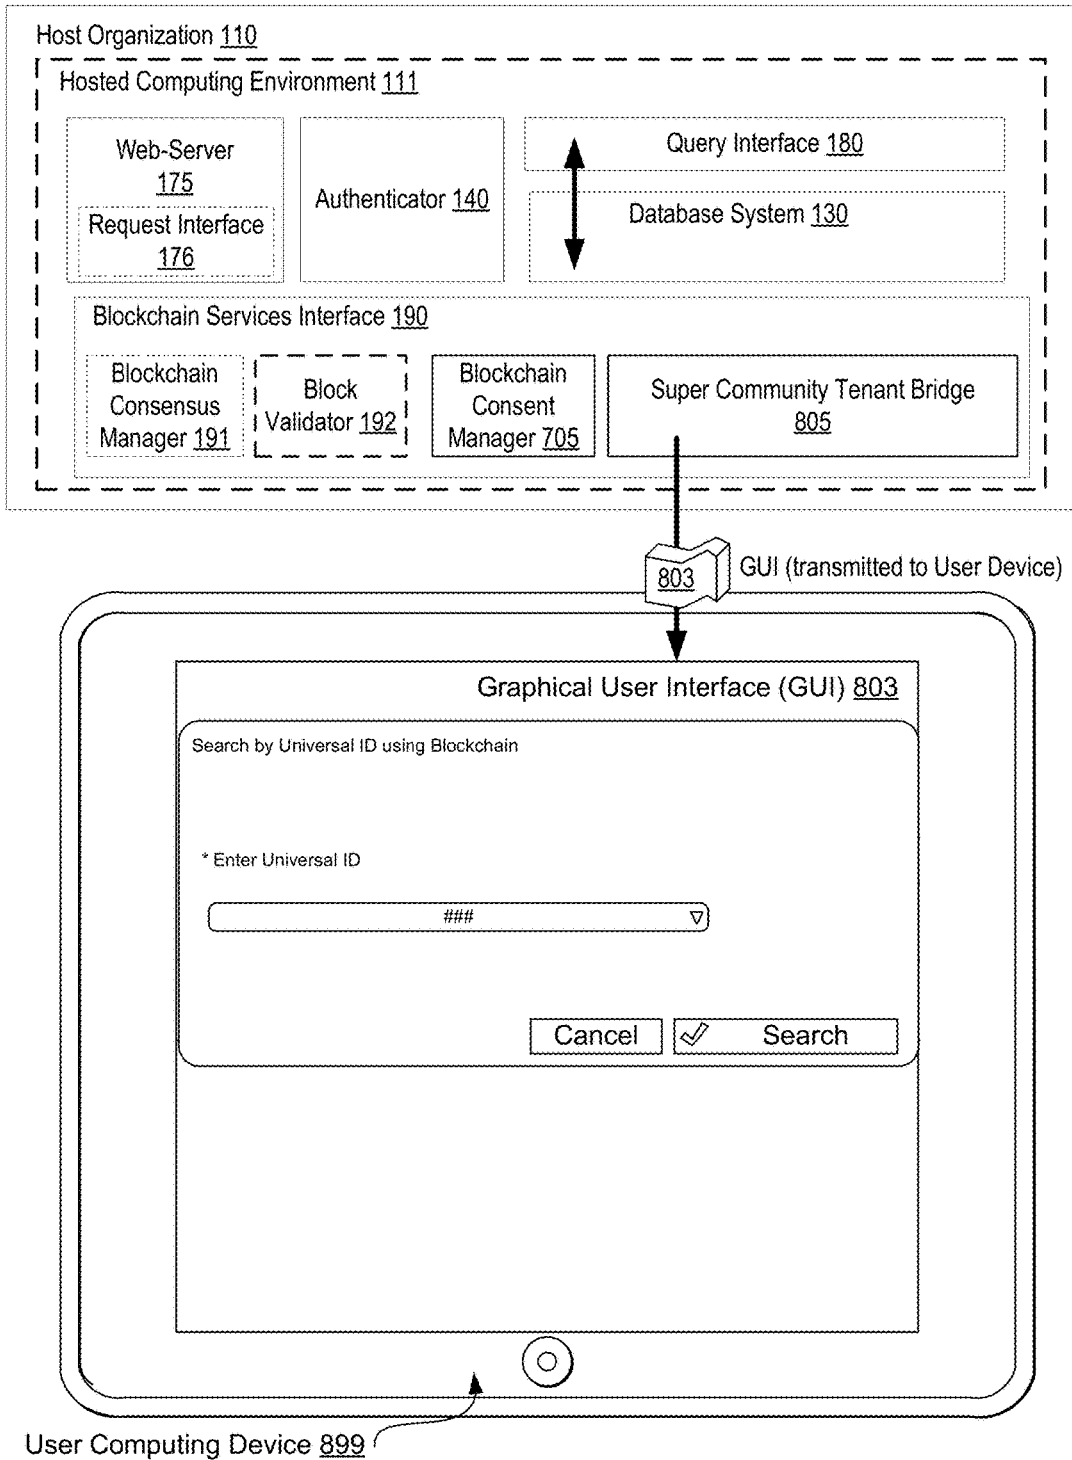 Host Organization 110
Hosted Computing Environment 111
Web-Server
175
Request Interface
176
Authenticator 140
Query Interface 180
Database System 130
Blockchain Services Interface 190
Blockchain
Consensus
Manager 191
Block
Validator 192
Blockchain
Consent
Manager 705
Super Community Tenant Bridge
805
803
GUI (transmitted to User Device)
Graphical User Interface (GUI) 803
Search by Universal ID using Blockchain
* Enter Universal ID
###
Cancel
Search
User Computing Device 899